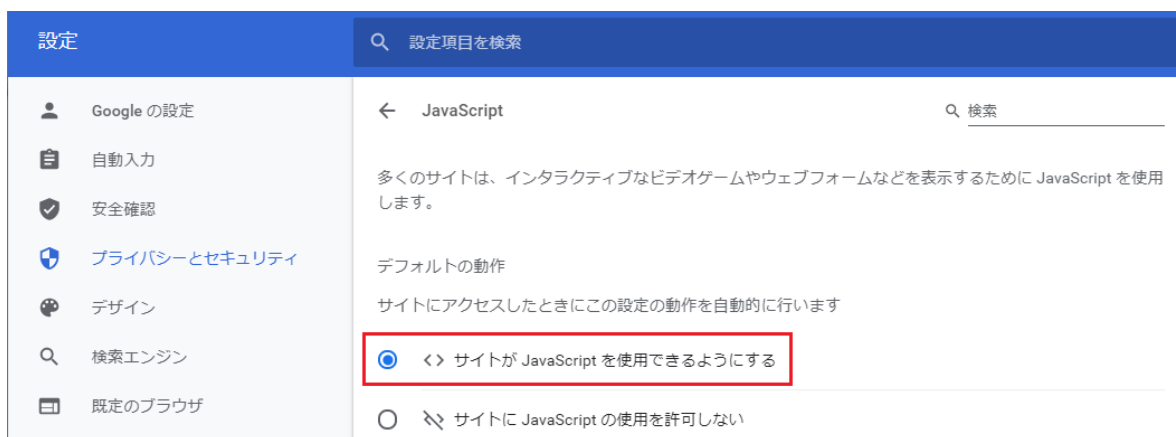 設定
設定項目を検索
Google の設定
自動入力
安全確認
プライバシーとセキュリティ
デザイン
検索エンジン
既定のブラウザ
JavaScript
検索
多くのサイトは、インタラクティブなビデオゲームやウェブフォームなどを表示するために JavaScript を使用
します。
デフォルトの動作
サイトにアクセスしたときにこの設定の動作を自動的に行います
サイトが JavaScript を使用できるようにする
サイトに JavaScript の使用を許可しない